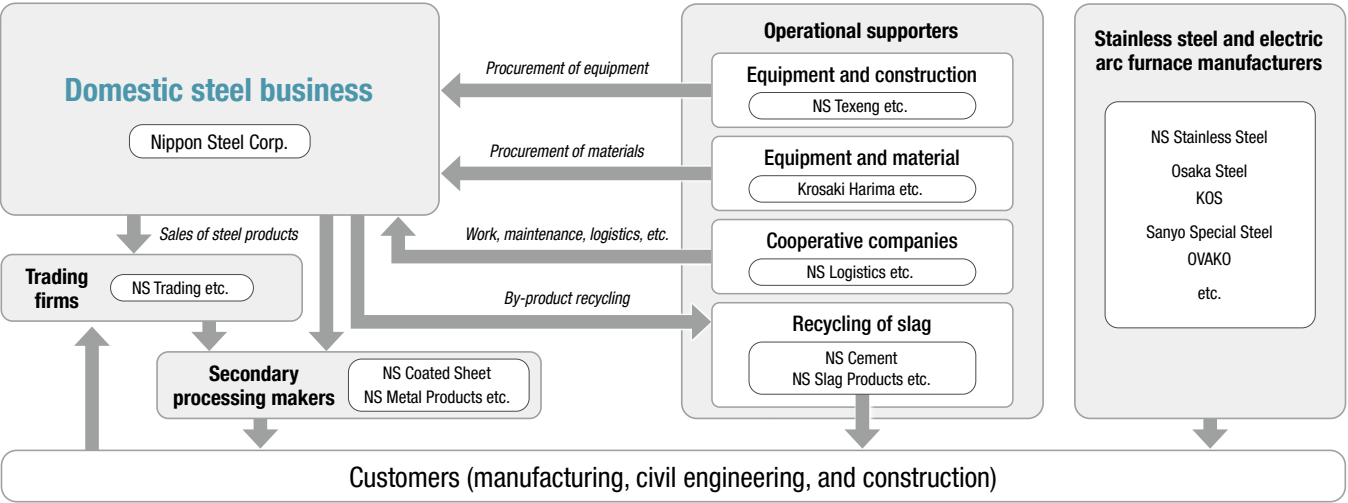 Domestic steel business
Nippon Steel Corp.
Sales of steel products
Trading
firms
NS Trading etc.
Secondary
processing makers
NS Coated Sheet
NS Metal Products etc.
Procurement of equipment
Procurement of materials
Work, maintenance, logistics, etc.
By-product recycling
Operational supporters
Equipment and construction
NS Texeng etc.
Equipment and material
Krosaki Harima etc.
Cooperative companies
NS Logistics etc.
Recycling of slag
NS Cement
NS Slag Products etc.
Stainless steel and electric
arc furnace manufacturers
NS Stainless Steel
Osaka Steel
KOS
Sanyo Special Steel
OVAKO
etc.
Customers (manufacturing, civil engineering, and construction)